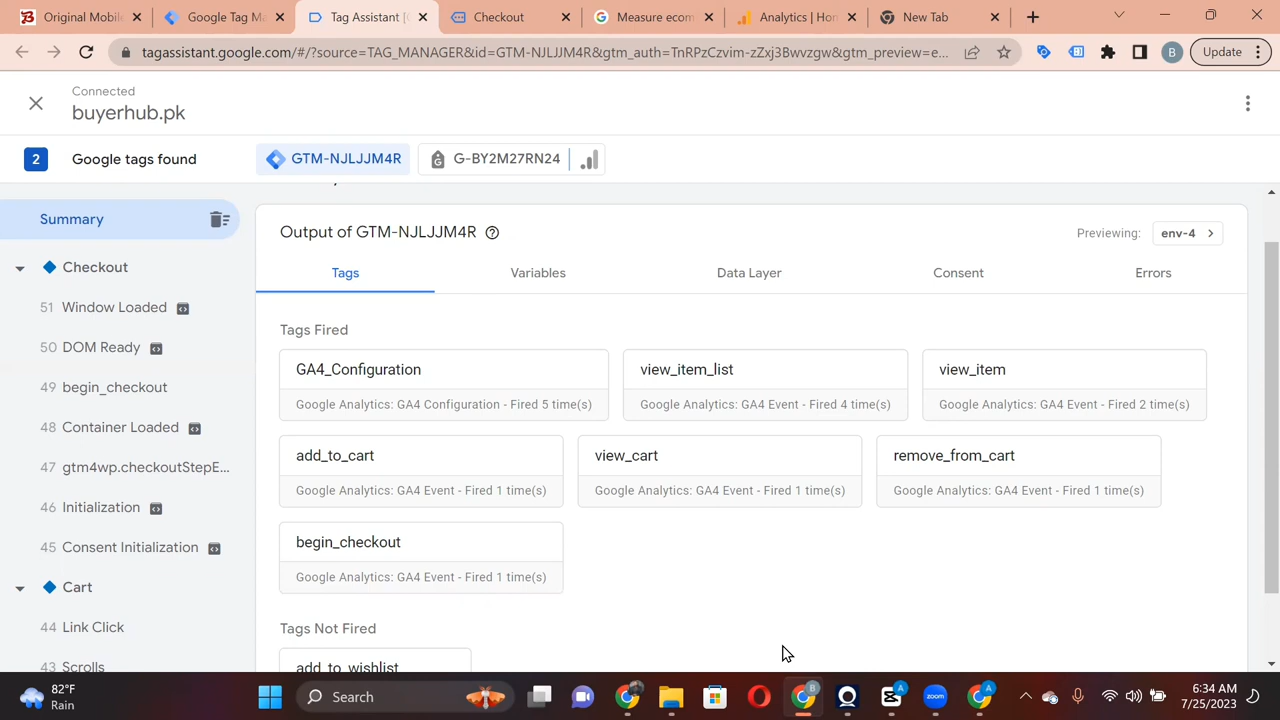 Original Mobile
Google Tag Ma
Tag Assistant [
Checkout
Measure ecom
Analytics | Hon
New Tab
tagassistant.google.com/#/?source=TAG_MANAGER&id=GTM-NJLJJM4R&gtm_auth=TnRPzCzvim-zZxj3Bwvzgw&gtm_preview=e...
B
Update
Connected
buyerhub.pk
2
Google tags found
GTM-NJLJJM4R
G-BY2M27RN24
Summary
Output of GTM-NJLJJM4R
Previewing:
env-4
Checkout
Tags
Variables
Data Layer
Consent
Errors
51 Window Loaded
Tags Fired
50 DOM Ready
GA4_Configuration
view_item_list
view_item
49 begin_checkout
Google Analytics: GA4 Configuration - Fired 5 time(s)
Google Analytics: GA4 Event - Fired 4 time(s)
Google Analytics: GA4 Event - Fired 2 time(s)
48 Container Loaded
add_to_cart
view_cart
remove_from_cart
47 gtm4wp.checkoutStepE...
Google Analytics: GA4 Event - Fired 1 time(s)
Google Analytics: GA4 Event - Fired 1 time(s)
Google Analytics: GA4 Event - Fired 1 time(s)
46 Initialization
begin_checkout
45 Consent Initialization
Google Analytics: GA4 Event - Fired 1 time(s)
Cart
44 Link Click
Tags Not Fired
43 Scrolls
add_to_wishlist
82°F
Rain
Search
B
A
zoom
A
6:34 AM
7/25/2023